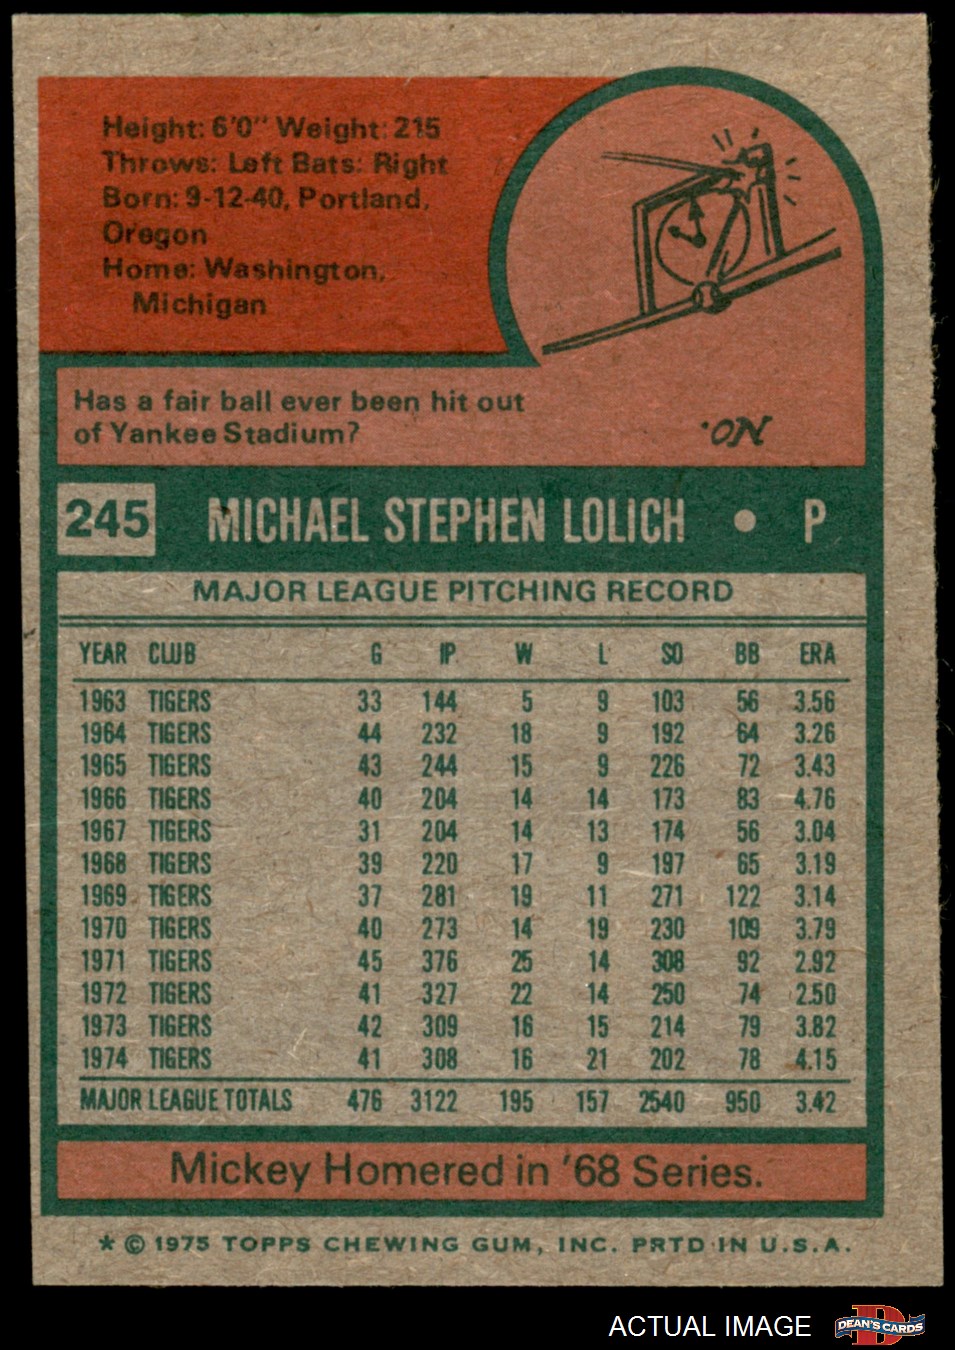 Height: 6'0" Weight: 215
Throws: Left Bats: Right
Born: 9-12-40, Portland,
Oregon
Home: Washington,
Michigan
Has a fair ball ever been hit out
of Yankee Stadium?
No.
245 MICHAEL STEPHEN LOLICH • P
MAJOR LEAGUE PITCHING RECORD
YEAR CLUB G IP W L SO BB ERA
1963 TIGERS 33 144 5 9 103 56 3.56
1964 TIGERS 44 232 18 9 192 64 3.26
1965 TIGERS 43 244 15 9 226 72 3.43
1966 TIGERS 40 204 14 14 173 83 4.76
1967 TIGERS 31 204 14 13 174 56 3.04
1968 TIGERS 39 220 17 9 197 65 3.19
1969 TIGERS 37 281 19 11 271 122 3.14
1970 TIGERS 40 273 14 19 230 109 3.79
1971 TIGERS 45 376 25 14 308 92 2.92
1972 TIGERS 41 327 22 14 250 74 2.50
1973 TIGERS 42 309 16 15 214 79 3.82
1974 TIGERS 41 308 16 21 202 78 4.15
MAJOR LEAGUE TOTALS 476 3122 195 157 2540 950 3.42
Mickey Homered in '68 Series.
* © 1975 TOPPS CHEWING GUM, INC. PRTD IN U.S.A.
ACTUAL IMAGE
D
DEAN'S CARDS